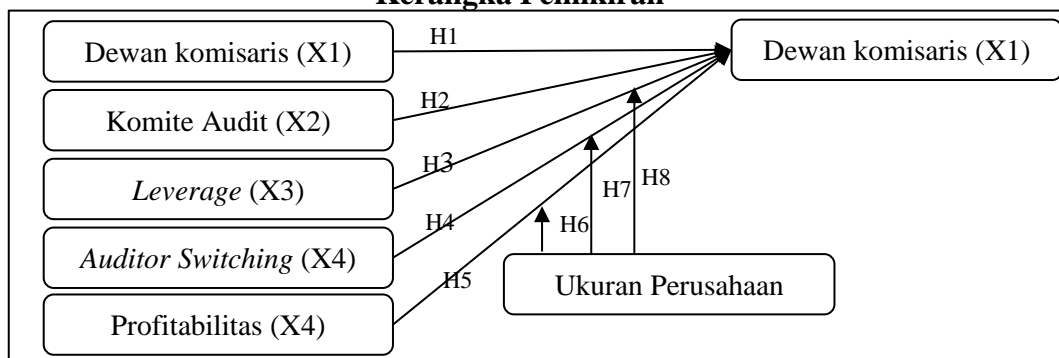 Kerangka Pemikiran
Dewan komisaris (X1)
H1
Dewan komisaris (X1)
Komite Audit (X2)
H2
Leverage (X3)
H3
Auditor Switching (X4)
H4
Profitabilitas (X4)
H5
H6
H7
H8
Ukuran Perusahaan